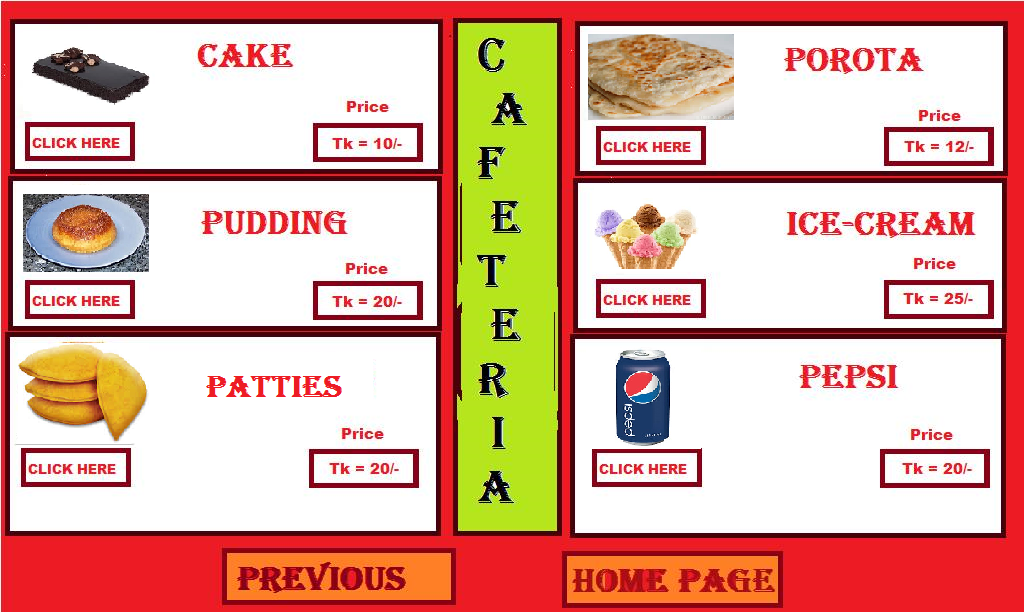 CAKE
Price
CLICK HERE
Tk = 10/-
PUDDING
Price
CLICK HERE
Tk = 20/-
PATTIES
Price
CLICK HERE
Tk = 20/-
CAFETERIA
POROTA
Price
CLICK HERE
Tk = 12/-
ICE-CREAM
Price
CLICK HERE
Tk = 25/-
PEPSI
pepsi
Price
CLICK HERE
Tk = 20/-
PREVIOUS
HOME PAGE